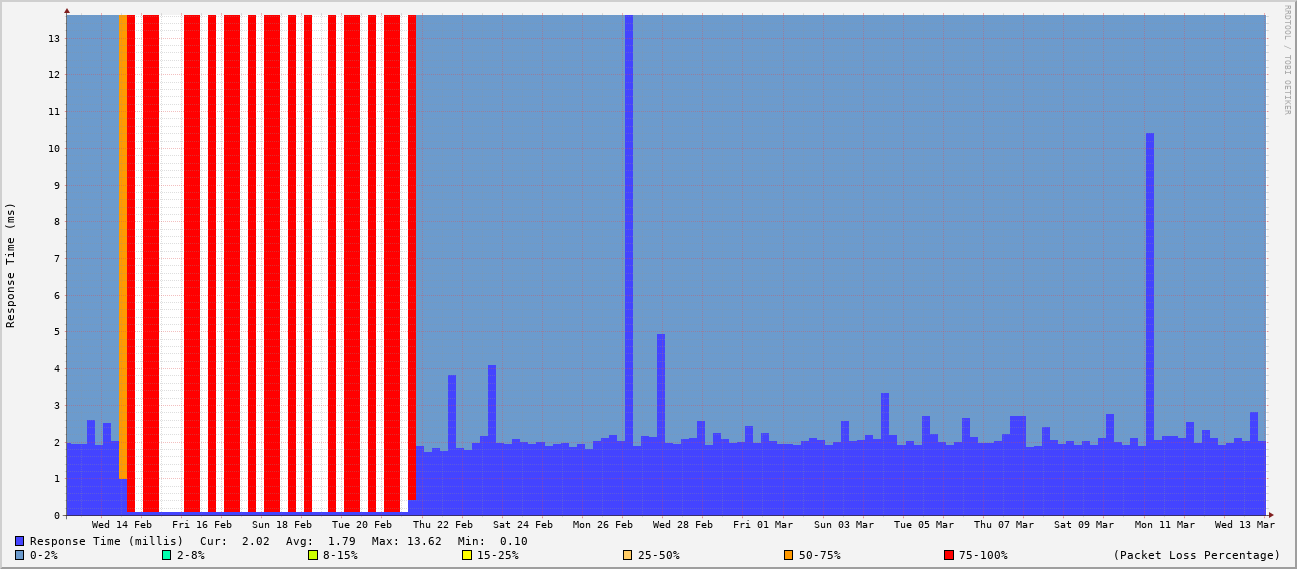 RRDTOOL / TOBI OETIKER
Response Time (ms)
13
12
11
10
9
8
7
6
5
4
3
2
1
0
Wed 14 Feb Fri 16 Feb Sun 18 Feb Tue 20 Feb Thu 22 Feb Sat 24 Feb Mon 26 Feb Wed 28 Feb Fri 01 Mar Sun 03 Mar Tue 05 Mar Thu 07 Mar Sat 09 Mar Mon 11 Mar Wed 13 Mar
Response Time (millis) Cur: 2.02 Avg: 1.79 Max: 13.62 Min: 0.10
0-2% 2-8% 8-15% 15-25% 25-50% 50-75% 75-100% (Packet Loss Percentage)